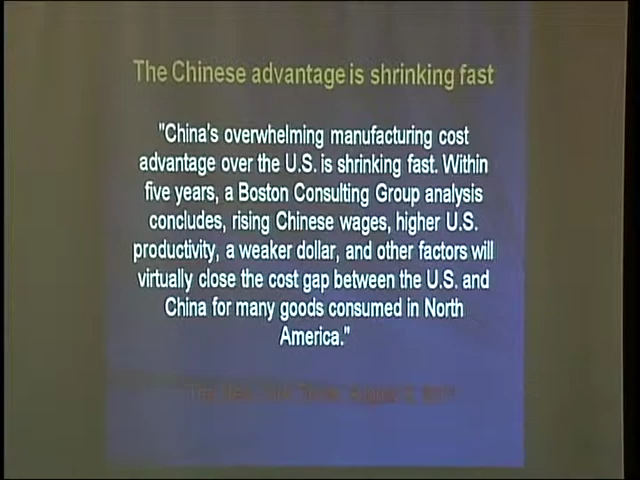 The Chinese advantage is shrinking fast
"China's overwhelming manufacturing cost
advantage over the U.S. is shrinking fast. Within
five years, a Boston Consulting Group analysis
concludes, rising Chinese wages, higher U.S.
productivity, a weaker dollar, and other factors will
virtually close the cost gap between the U.S. and
China for many goods consumed in North
America."